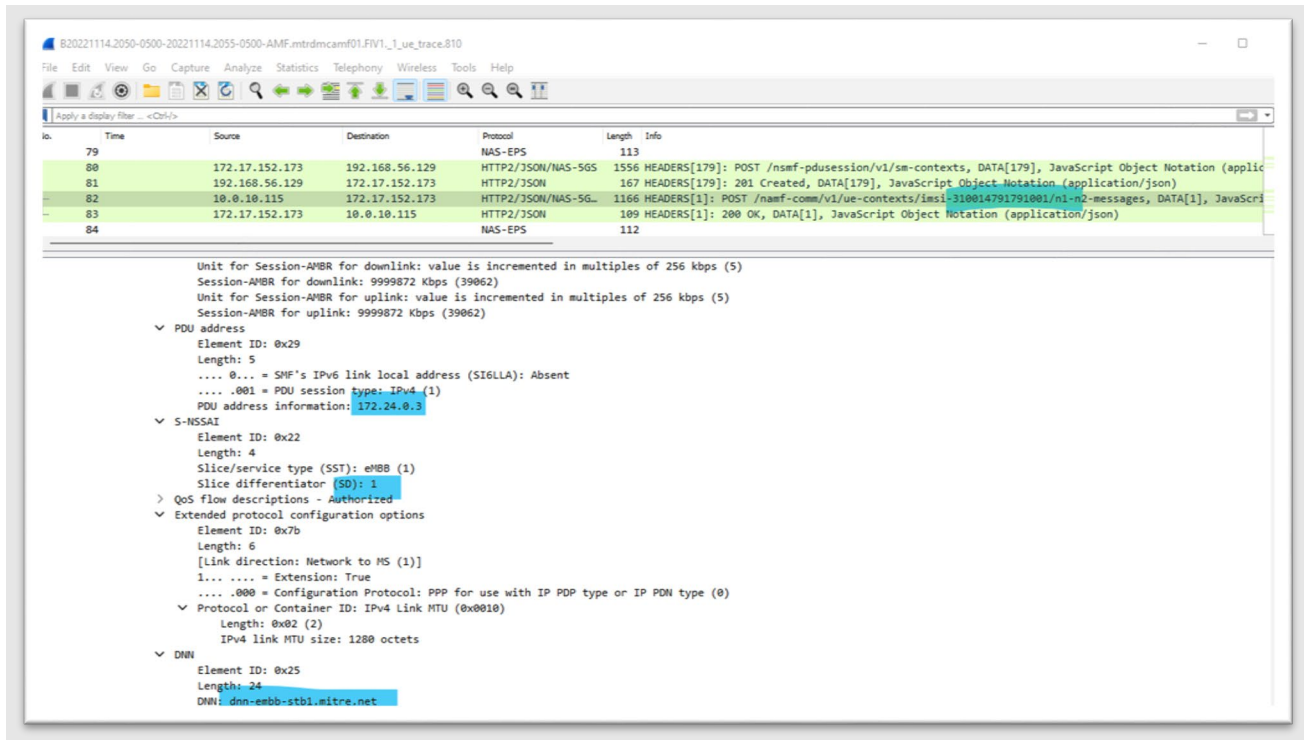 B20221114.2050-0500-20221114.2055-0500-AMF.mtrdmcamf01.FIV1._1_ue_trace.810
File Edit View Go Capture Analyze Statistics Telephony Wireless Tools Help
Apply a display filter ... <Ctrl-/>
No. Time Source Destination Protocol Length Info
79 NAS-EPS 113
80 172.17.152.173 192.168.56.129 HTTP2/JSON/NAS-5GS 1556 HEADERS[179]: POST /nsmf-pdusession/v1/sm-contexts, DATA[179], JavaScript Object Notation (applic
81 192.168.56.129 172.17.152.173 HTTP2/JSON 167 HEADERS[179]: 201 Created, DATA[179], JavaScript Object Notation (application/json)
82 10.0.10.115 172.17.152.173 HTTP2/JSON/NAS-5G… 1166 HEADERS[1]: POST /namf-comm/v1/ue-contexts/imsi-310014791791001/n1-n2-messages, DATA[1], JavaScri
83 172.17.152.173 10.0.10.115 HTTP2/JSON 109 HEADERS[1]: 200 OK, DATA[1], JavaScript Object Notation (application/json)
84 NAS-EPS 112
Unit for Session-AMBR for downlink: value is incremented in multiples of 256 kbps (5)
Session-AMBR for downlink: 9999872 Kbps (39062)
Unit for Session-AMBR for uplink: value is incremented in multiples of 256 kbps (5)
Session-AMBR for uplink: 9999872 Kbps (39062)
PDU address
Element ID: 0x29
Length: 5
.... 0... = SMF's IPv6 link local address (SI6LLA): Absent
.... .001 = PDU session type: IPv4 (1)
PDU address information: 172.24.0.3
S-NSSAI
Element ID: 0x22
Length: 4
Slice/service type (SST): eMBB (1)
Slice differentiator (SD): 1
QoS flow descriptions - Authorized
Extended protocol configuration options
Element ID: 0x7b
Length: 6
[Link direction: Network to MS (1)]
1... .... = Extension: True
.... .000 = Configuration Protocol: PPP for use with IP PDP type or IP PDN type (0)
Protocol or Container ID: IPv4 Link MTU (0x0010)
Length: 0x02 (2)
IPv4 link MTU size: 1280 octets
DNN
Element ID: 0x25
Length: 24
DNN: dnn-embb-stb1.mitre.net